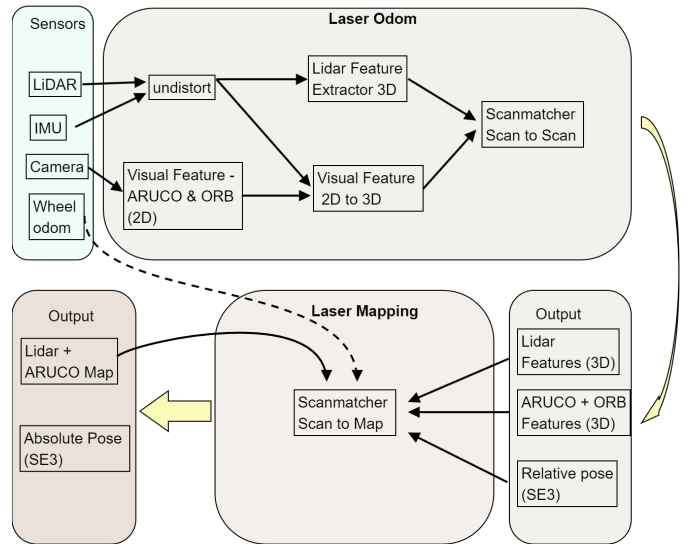 Sensors
LiDAR
IMU
Camera
Wheel
odom
Laser Odom
undistort
Lidar Feature
Extractor 3D
Scanmatcher
Scan to Scan
Visual Feature -
ARUCO & ORB
(2D)
Visual Feature
2D to 3D
Output
Lidar +
ARUCO Map
Absolute Pose
(SE3)
Laser Mapping
Scanmatcher
Scan to Map
Output
Lidar
Features (3D)
ARUCO + ORB
Features (3D)
Relative pose
(SE3)